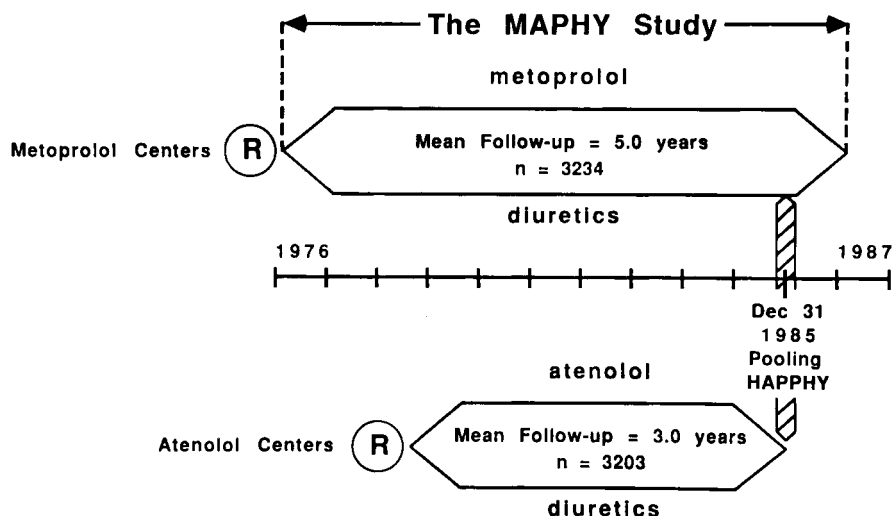 The MAPHY Study
metoprolol
Metoprolol Centers R
Mean Follow-up = 5.0 years
n = 3234
diuretics
1976 1987
Dec 31
1985
Pooling
HAPPHY
atenolol
Atenolol Centers R
Mean Follow-up = 3.0 years
n = 3203
diuretics